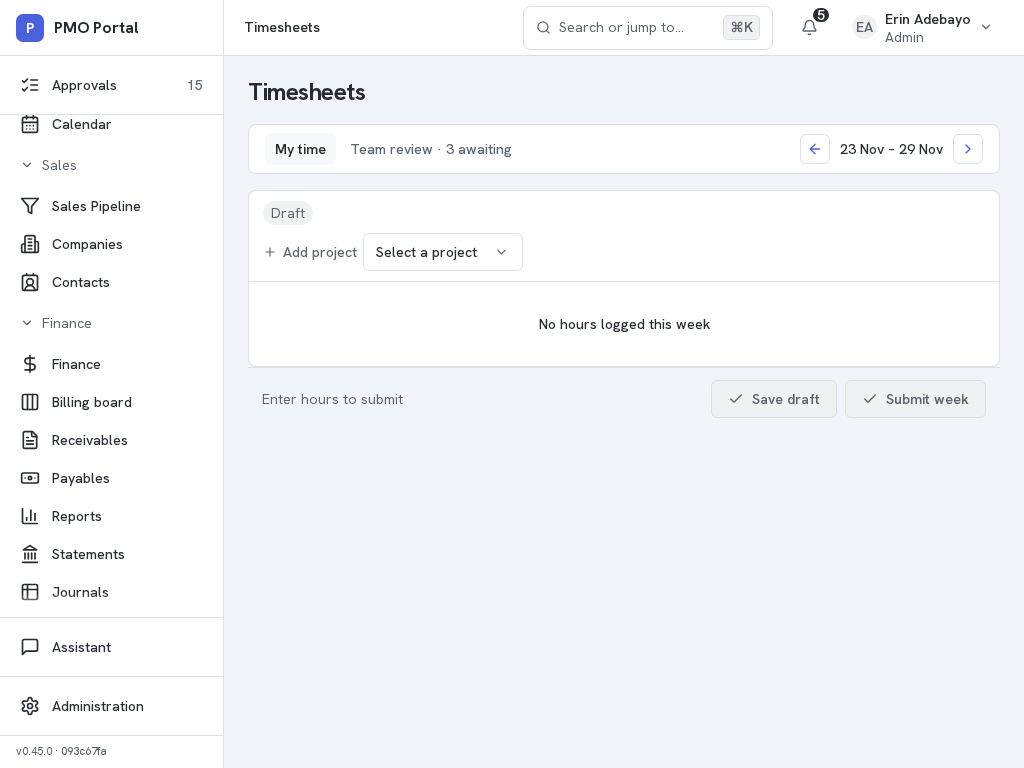 P PMO Portal
Timesheets
Search or jump to... ⌘K
5
EA Erin Adebayo
Admin
Approvals 15
Calendar
Sales
Sales Pipeline
Companies
Contacts
Finance
Finance
Billing board
Receivables
Payables
Reports
Statements
Journals
Assistant
Administration
v0.45.0 · 093c67fa
Timesheets
My time Team review · 3 awaiting
23 Nov – 29 Nov
Draft
Add project Select a project
No hours logged this week
Enter hours to submit Save draft Submit week